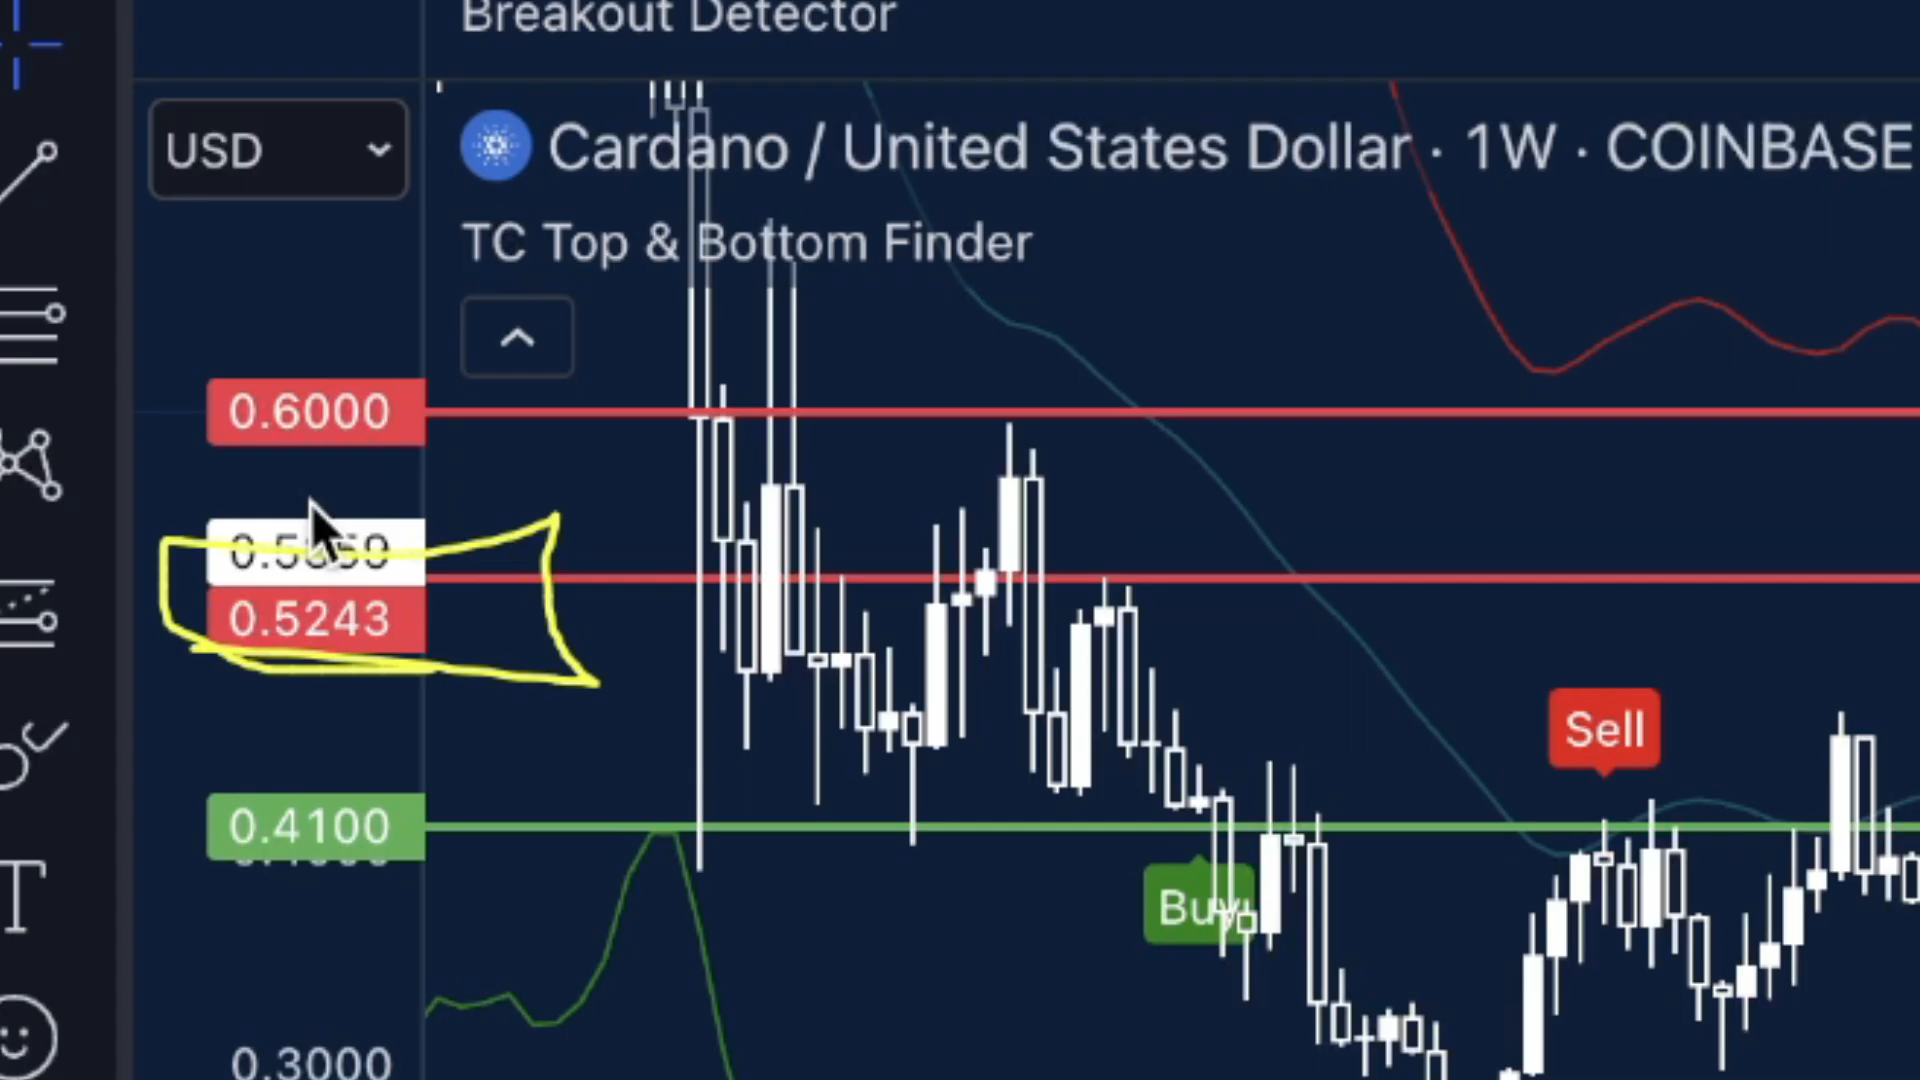 Breakout Detector
USD
Cardano / United States Dollar · 1W · COINBASE
TC Top & Bottom Finder
0.6000
0.5243
Sell
0.4100
Buy
0.3000